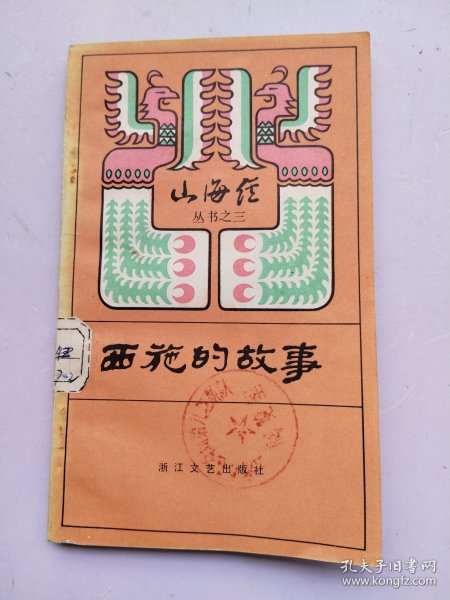 山海经
丛书之三
西施的故事
浙江文艺出版社
孔夫子旧书网
www.kongfz.com